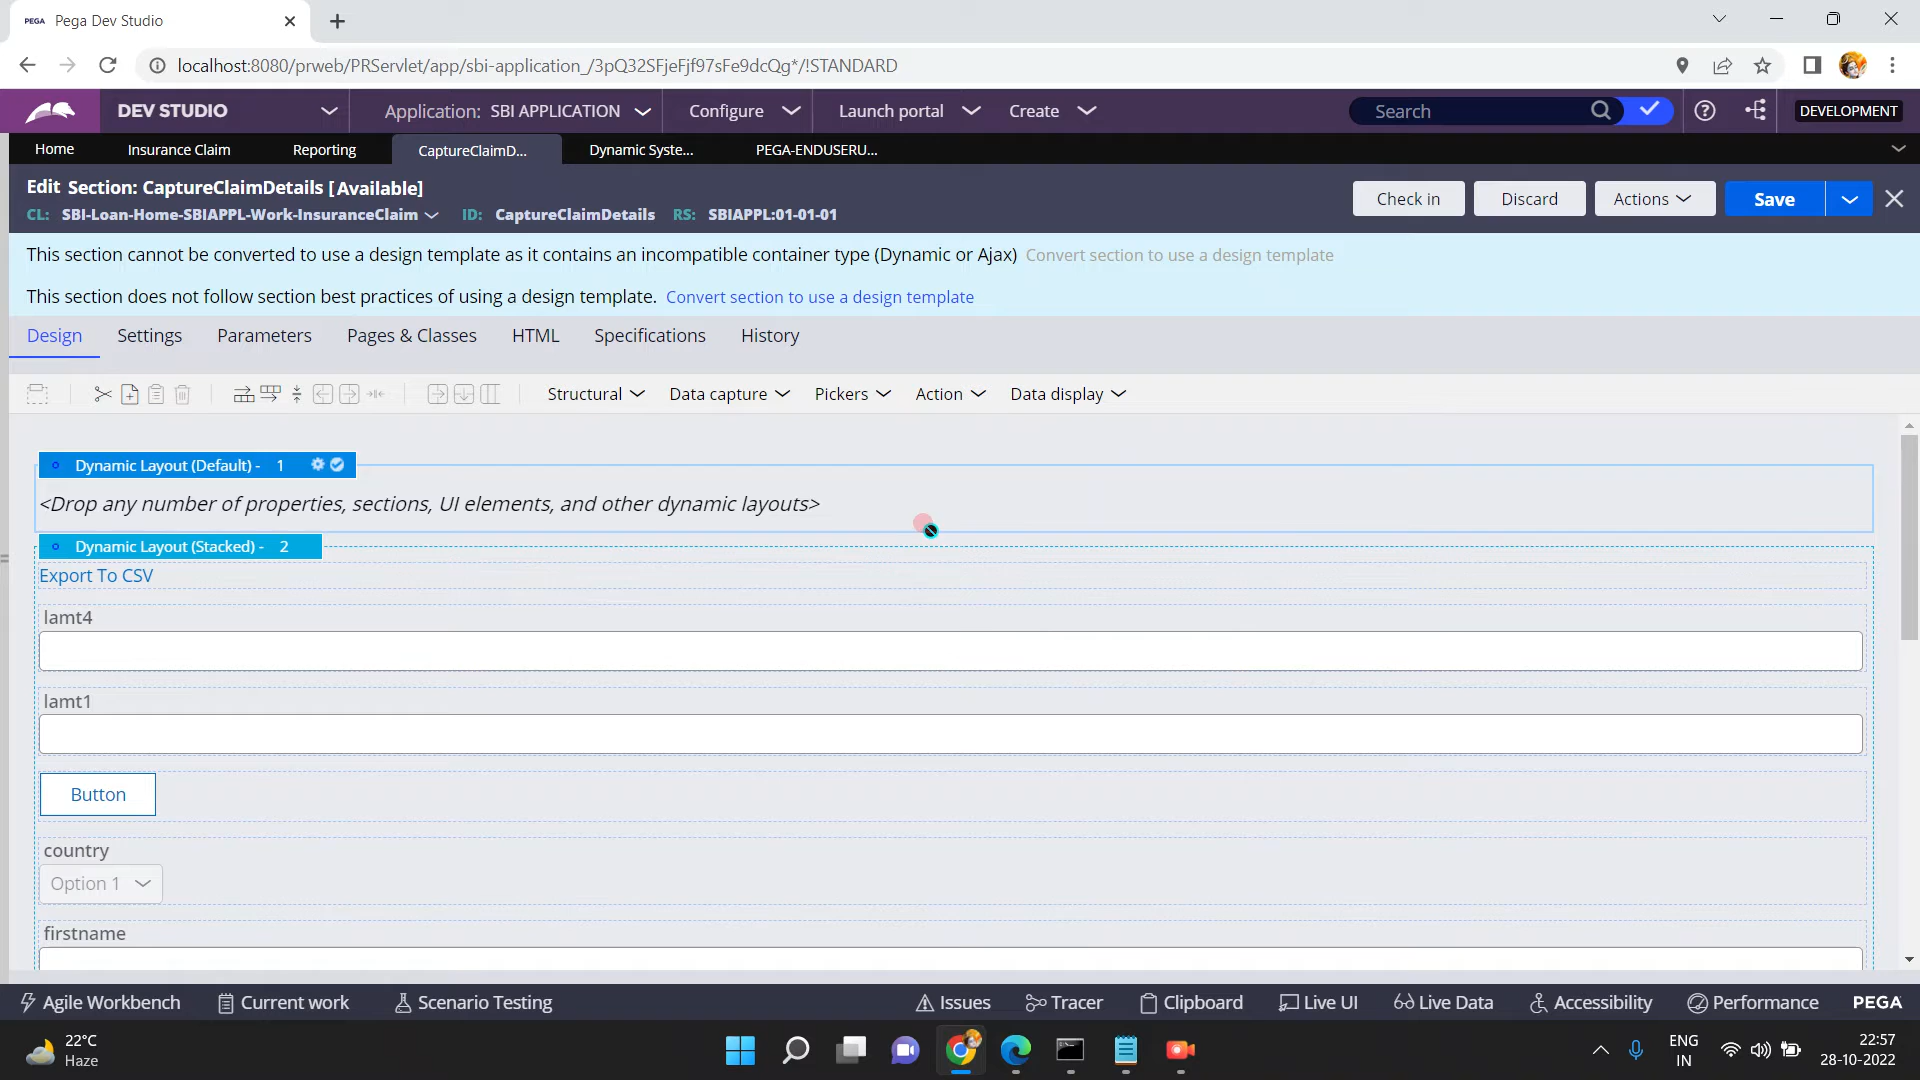 PEGA Pega Dev Studio
localhost:8080/prweb/PRServlet/app/sbi-application_/3pQ32SFjeFjf97sFe9dcQg*/!STANDARD
DEV STUDIO Application: SBI APPLICATION Configure Launch portal Create Search DEVELOPMENT
Home Insurance Claim Reporting CaptureClaimD... Dynamic Syste... PEGA-ENDUSERU...
Edit Section: CaptureClaimDetails [Available]
CL: SBI-Loan-Home-SBIAPPL-Work-InsuranceClaim ID: CaptureClaimDetails RS: SBIAPPL:01-01-01
Check in Discard Actions Save
This section cannot be converted to use a design template as it contains an incompatible container type (Dynamic or Ajax) Convert section to use a design template
This section does not follow section best practices of using a design template. Convert section to use a design template
Design Settings Parameters Pages & Classes HTML Specifications History
Structural Data capture Pickers Action Data display
Dynamic Layout (Default) - 1
<Drop any number of properties, sections, UI elements, and other dynamic layouts>
Dynamic Layout (Stacked) - 2
Export To CSV
lamt4
lamt1
Button
country
Option 1
firstname
Agile Workbench Current work Scenario Testing Issues Tracer Clipboard Live UI Live Data Accessibility Performance PEGA
22°C
Haze
ENG
IN
22:57
28-10-2022